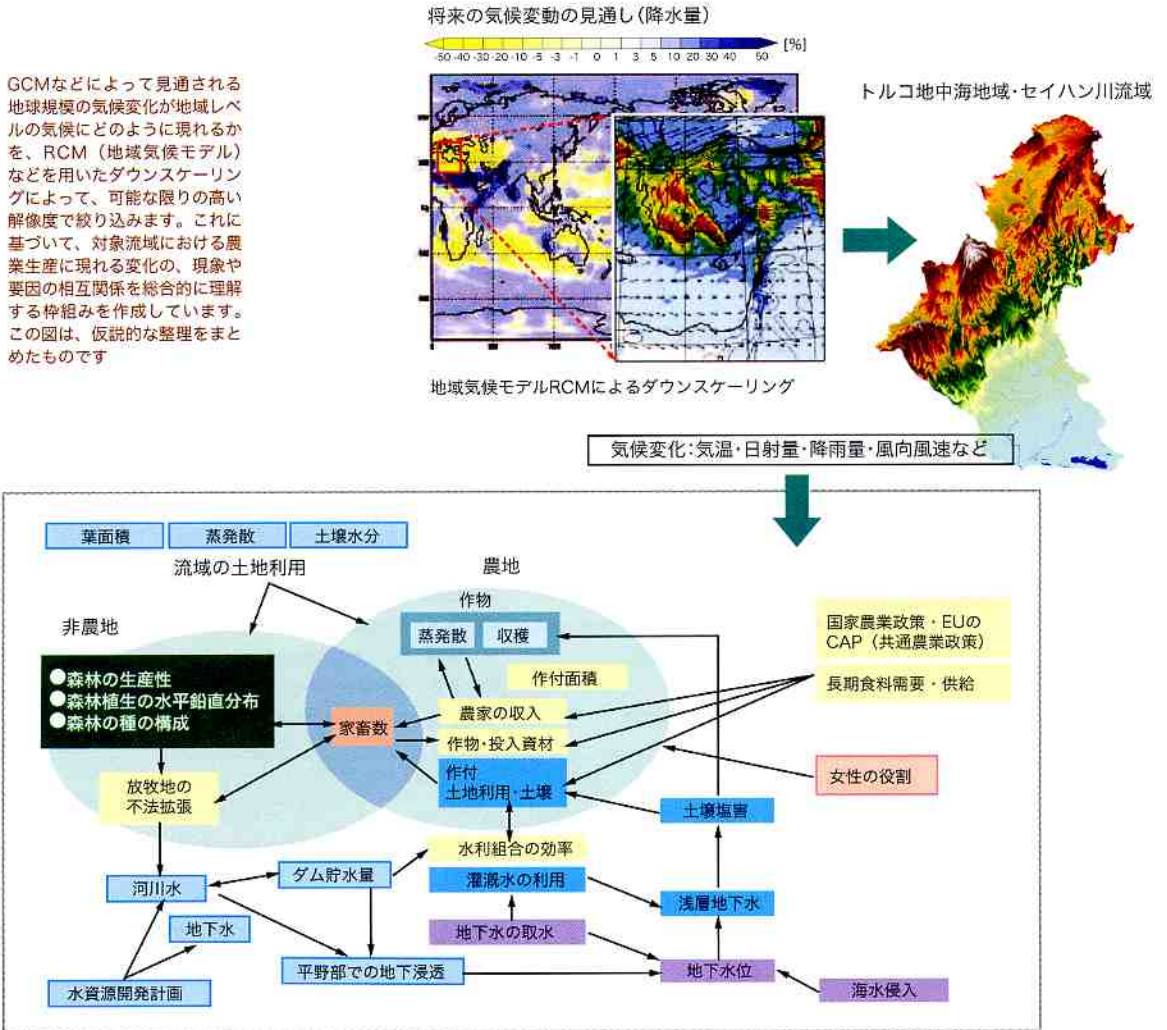 将来の気候変動の見通し(降水量)
-50 -40 -30 -20 -10 -5 -3 -1 0 1 3 5 10 20 30 40 50 [%]
GCMなどによって見通される
地球規模の気候変化が地域レベ
ルの気候にどのように現れるか
を、RCM(地域気候モデル)
などを用いたダウンスケーリン
グによって、可能な限りの高い
解像度で絞り込みます。これに
基づいて、対象流域における農
業生産に現れる変化の、現象や
要因の相互関係を総合的に理解
する枠組みを作成しています。
この図は、仮説的な整理をまと
めたものです
トルコ地中海地域・セイハン川流域
地域気候モデルRCMによるダウンスケーリング
気候変化:気温・日射量・降雨量・風向風速など
葉面積
蒸発散
土壌水分
流域の土地利用
農地
作物
非農地
蒸発散
収穫
国家農業政策・EUの
CAP(共通農業政策)
●森林の生産性
●森林植生の水平鉛直分布
●森林の種の構成
作付面積
長期食料需要・供給
家畜数
農家の収入
作物・投入資材
作付
土地利用・土壌
女性の役割
放牧地の
不法拡張
土壌塩害
水利組合の効率
ダム貯水量
河川水
灌漑水の利用
浅層地下水
地下水
地下水の取水
平野部での地下浸透
地下水位
水資源開発計画
海水侵入